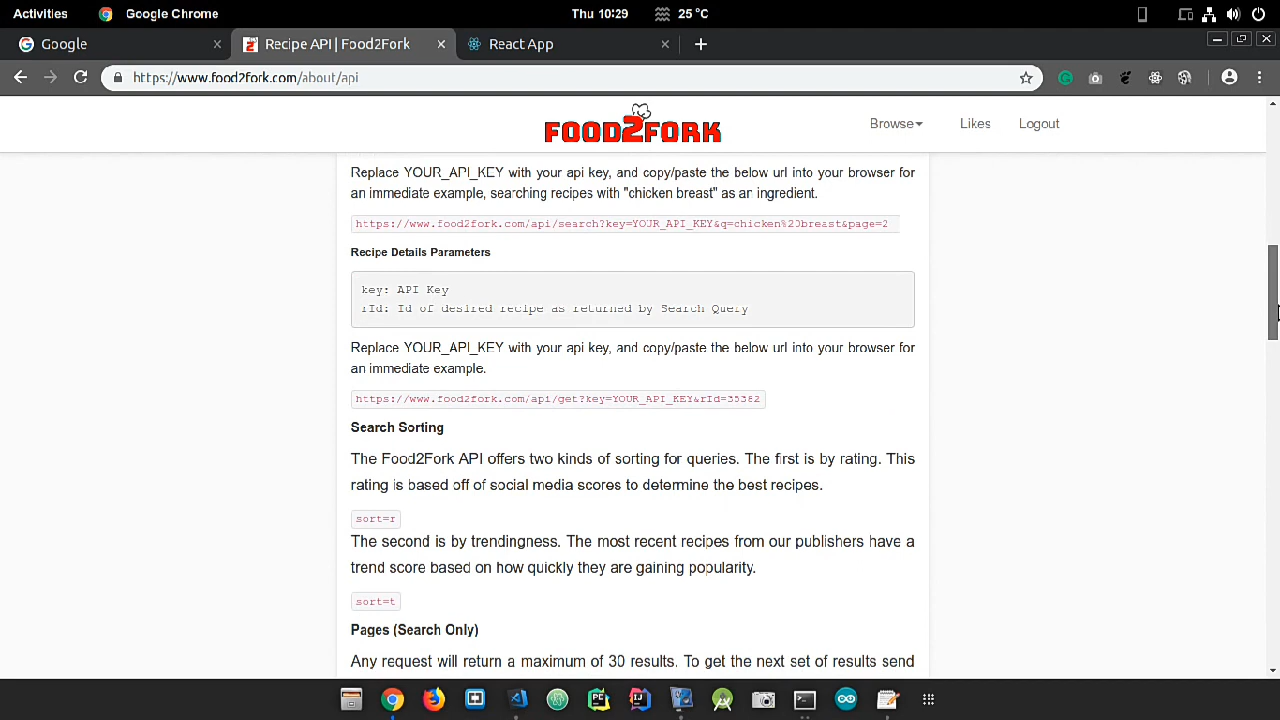 Activities Google Chrome Thu 10:29 25 °C
Google Recipe API | Food2Fork React App
https://www.food2fork.com/about/api
FOOD2FORK Browse Likes Logout
Replace YOUR_API_KEY with your api key, and copy/paste the below url into your browser for
an immediate example, searching recipes with "chicken breast" as an ingredient.
https://www.food2fork.com/api/search?key=YOUR_API_KEY&q=chicken%20breast&page=2
Recipe Details Parameters
key: API Key
rId: Id of desired recipe as returned by Search Query
Replace YOUR_API_KEY with your api key, and copy/paste the below url into your browser for
an immediate example.
https://www.food2fork.com/api/get?key=YOUR_API_KEY&rId=35382
Search Sorting
The Food2Fork API offers two kinds of sorting for queries. The first is by rating. This
rating is based off of social media scores to determine the best recipes.
sort=r
The second is by trendingness. The most recent recipes from our publishers have a
trend score based on how quickly they are gaining popularity.
sort=t
Pages (Search Only)
Any request will return a maximum of 30 results. To get the next set of results send